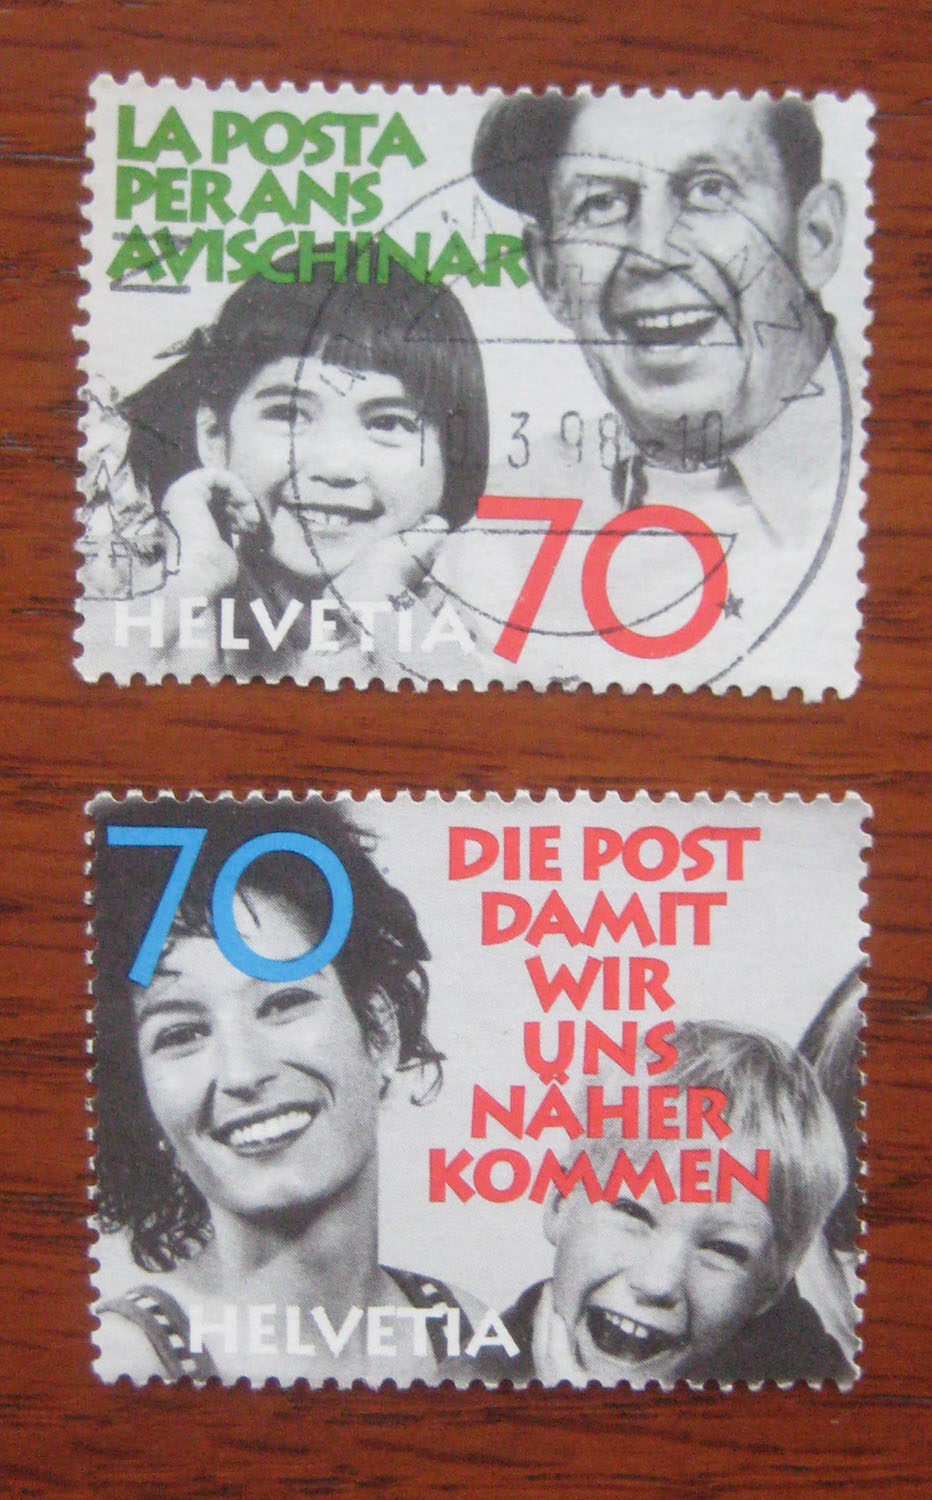 LA POSTA
PER ANS
AVISCHINAR
10.3.98-10
HELVETIA
70
70
DIE POST
DAMIT
WIR
UNS
NÄHER
KOMMEN
HELVETIA